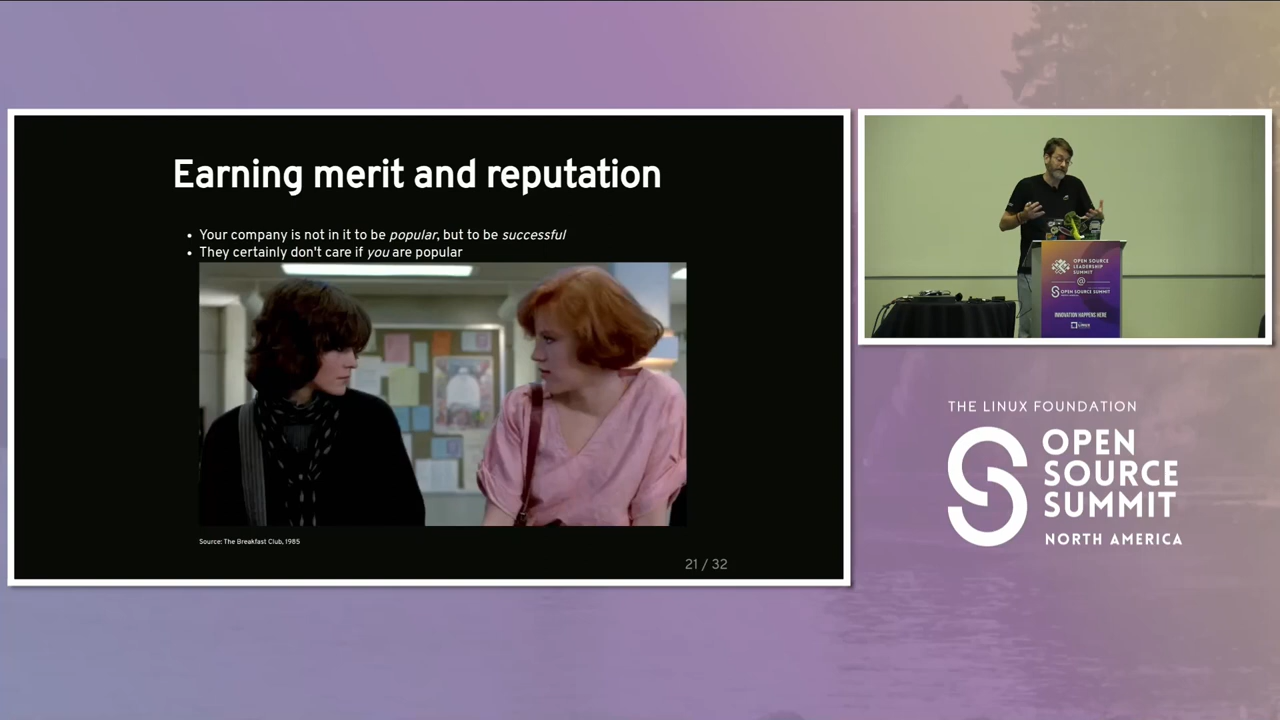 Earning merit and reputation
• Your company is not in it to be popular, but to be successful
• They certainly don't care if you are popular
Source: The Breakfast Club, 1985
21 / 32
OPEN SOURCE
LEADERSHIP
SUMMIT
@
OPEN SOURCE SUMMIT
INNOVATION HAPPENS HERE
LINUX
THE LINUX FOUNDATION
OPEN
SOURCE
SUMMIT
NORTH AMERICA